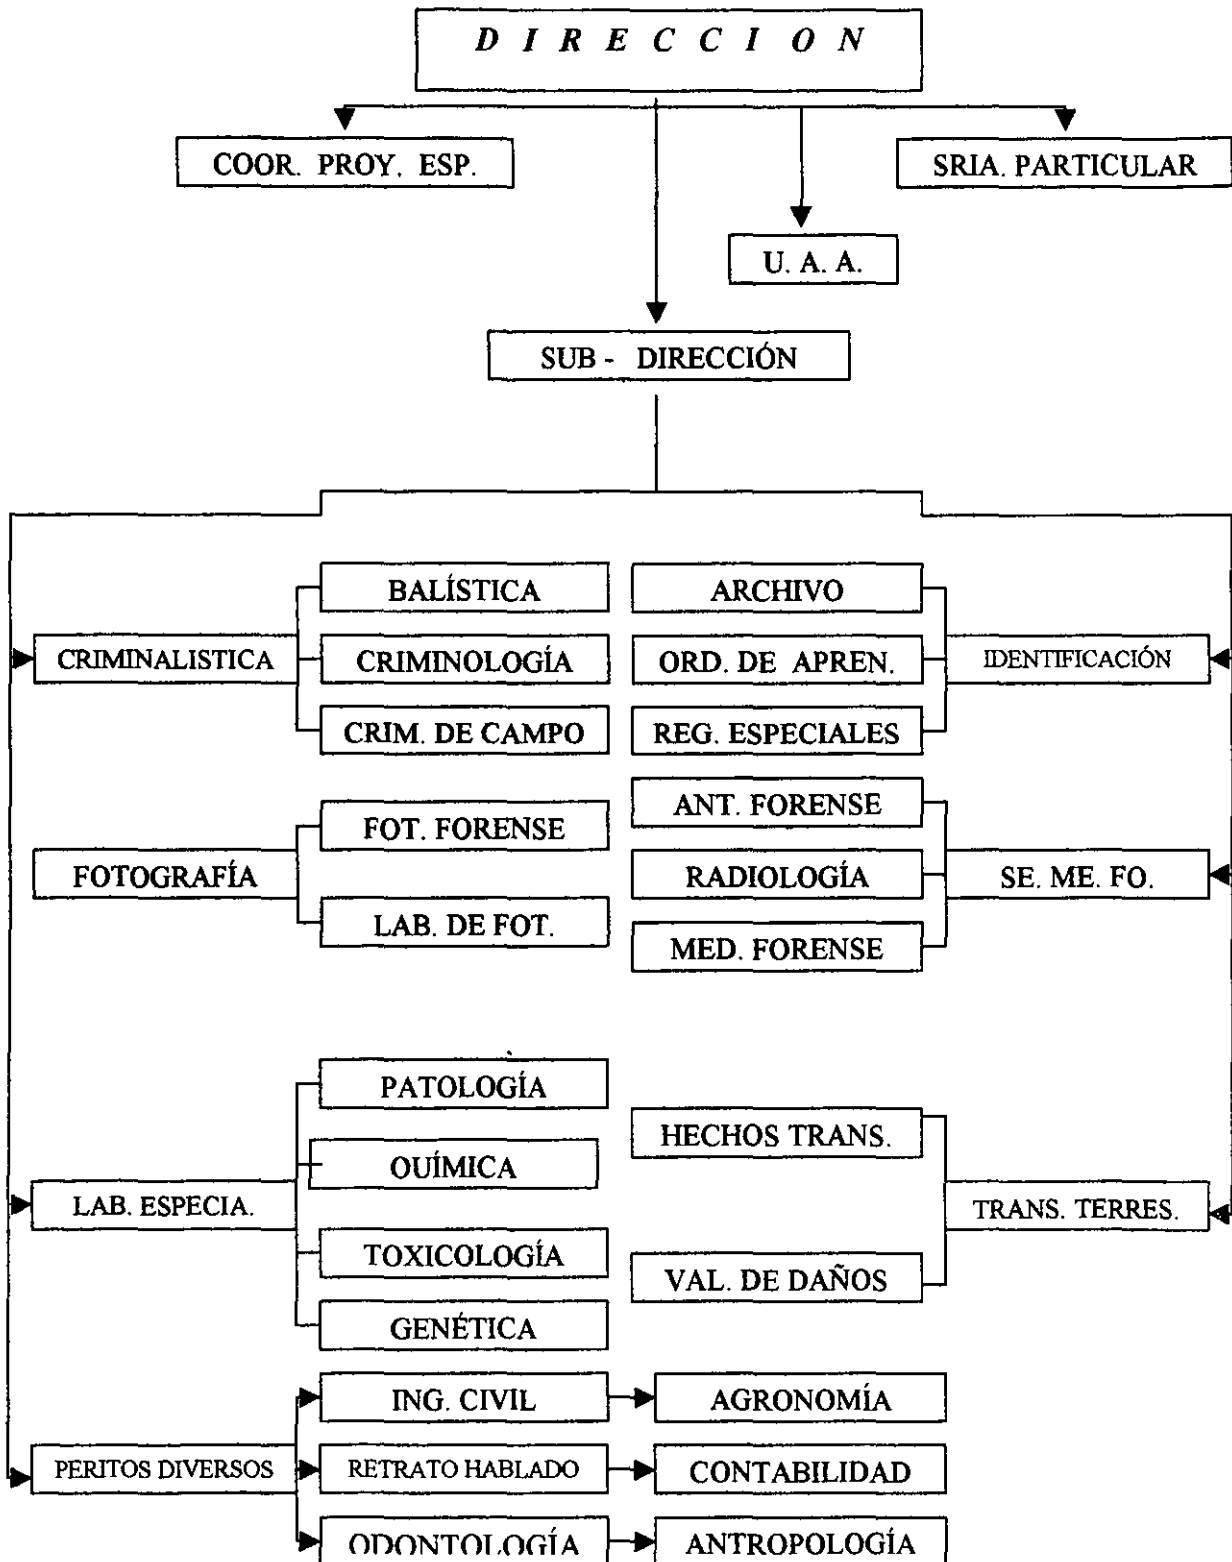 D I R E C C I O N
COOR. PROY. ESP.
SRIA. PARTICULAR
U. A. A.
SUB - DIRECCIÓN
BALÍSTICA
ARCHIVO
CRIMINALISTICA
CRIMINOLOGÍA
ORD. DE APREN.
IDENTIFICACIÓN
CRIM. DE CAMPO
REG. ESPECIALES
FOT. FORENSE
ANT. FORENSE
FOTOGRAFÍA
RADIOLOGÍA
SE. ME. FO.
LAB. DE FOT.
MED. FORENSE
PATOLOGÍA
HECHOS TRANS.
QUÍMICA
LAB. ESPECIA.
TRANS. TERRES.
TOXICOLOGÍA
VAL. DE DAÑOS
GENÉTICA
ING. CIVIL
AGRONOMÍA
PERITOS DIVERSOS
RETRATO HABLADO
CONTABILIDAD
ODONTOLOGÍA
ANTROPOLOGÍA